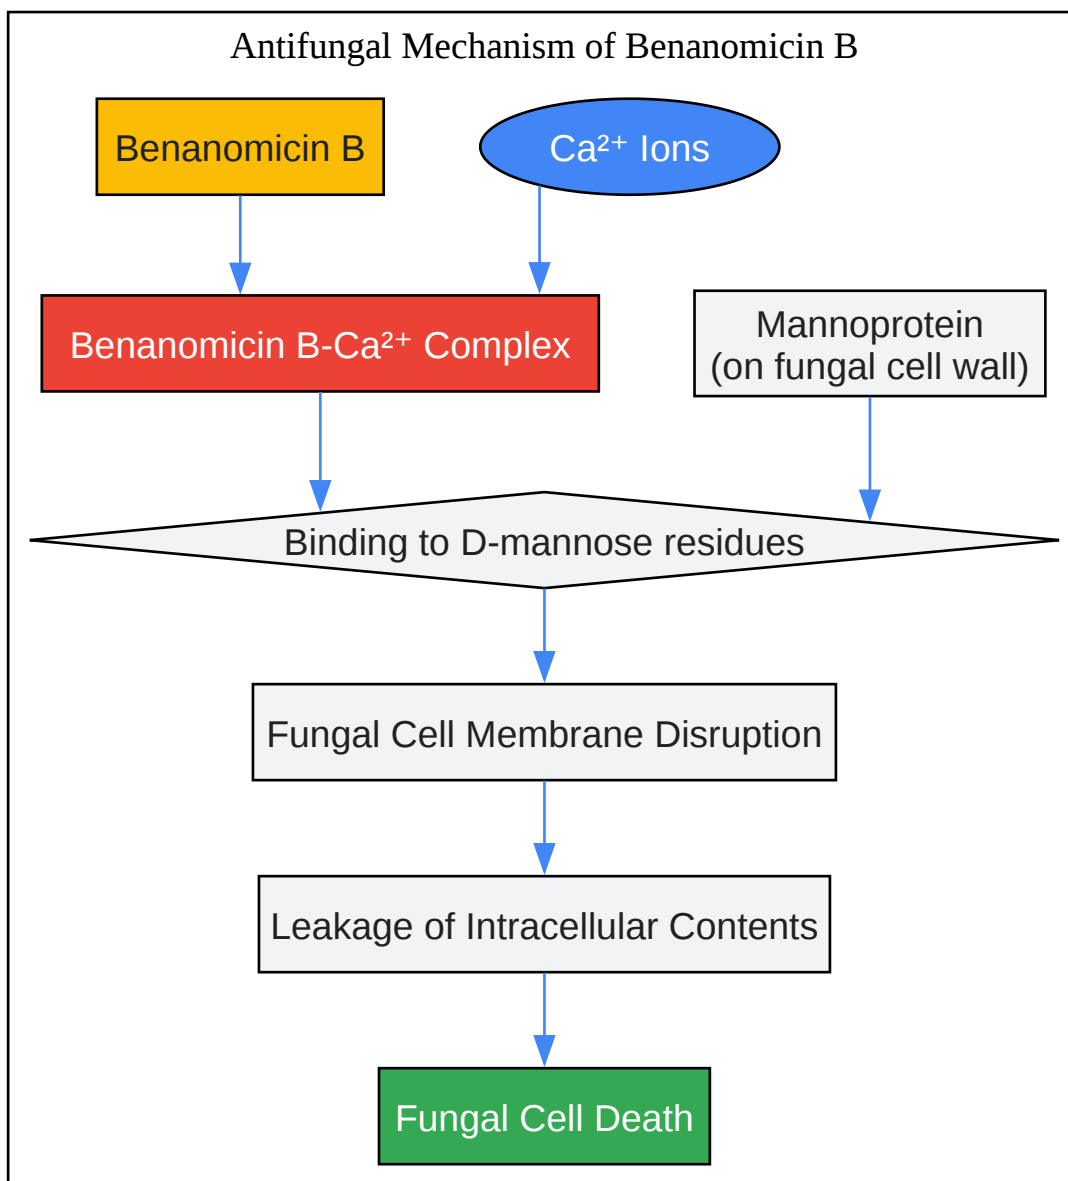 Antifungal Mechanism of Benanomicin B
Benanomicin B
Ca²⁺ Ions
Benanomicin B-Ca²⁺ Complex
Mannoprotein
(on fungal cell wall)
Binding to D-mannose residues
Fungal Cell Membrane Disruption
Leakage of Intracellular Contents
Fungal Cell Death